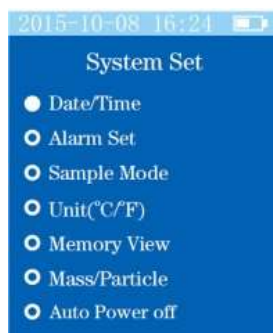 2015-10-08 16:24
System Set
Date/Time
Alarm Set
Sample Mode
Unit(°C/°F)
Memory View
Mass/Particle
Auto Power off